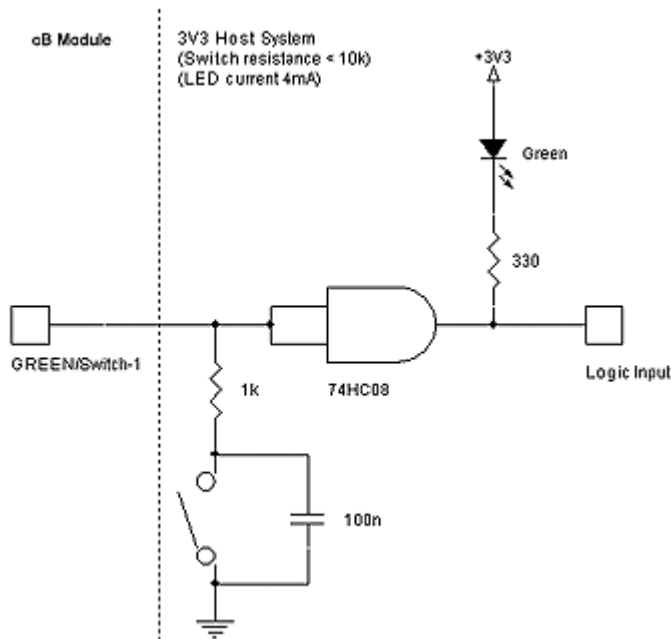 oB Module
3V3 Host System
(Switch resistance < 10k)
(LED current 4mA)
+3V3
Green
330
GREEN/Switch-1
1k
74HC08
Logic Input
100n